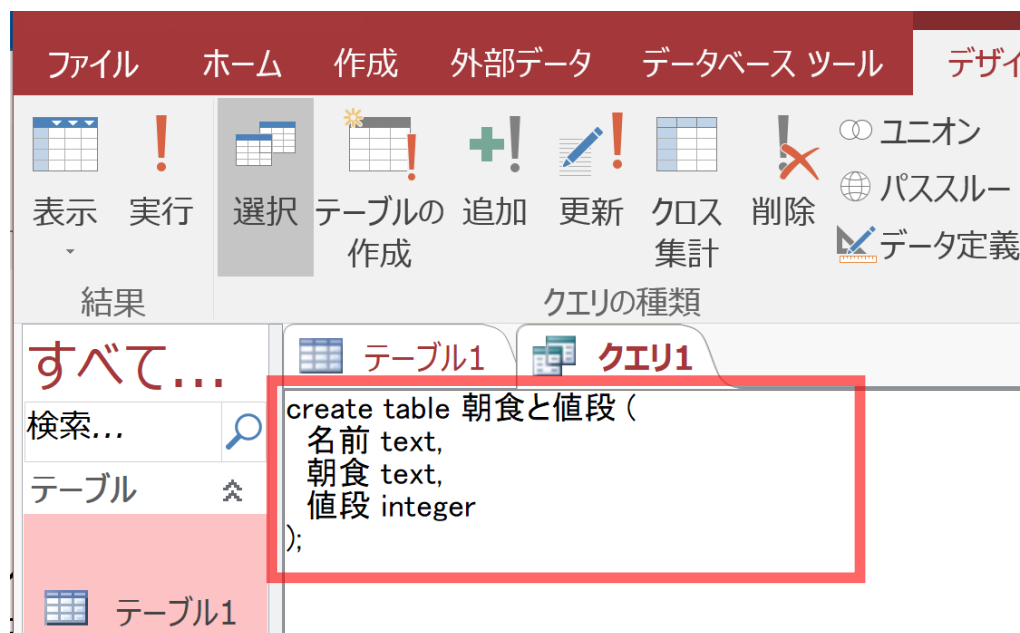 ファイル ホーム 作成 外部データ データベース ツール デザイ
表示 実行 選択 テーブルの作成 追加 更新 クロス集計 削除
ユニオン
パススルー
データ定義
結果 クエリの種類
すべて...
検索...
テーブル
テーブル1
テーブル1 クエリ1
create table 朝食と値段 (
名前 text,
朝食 text,
値段 integer
);